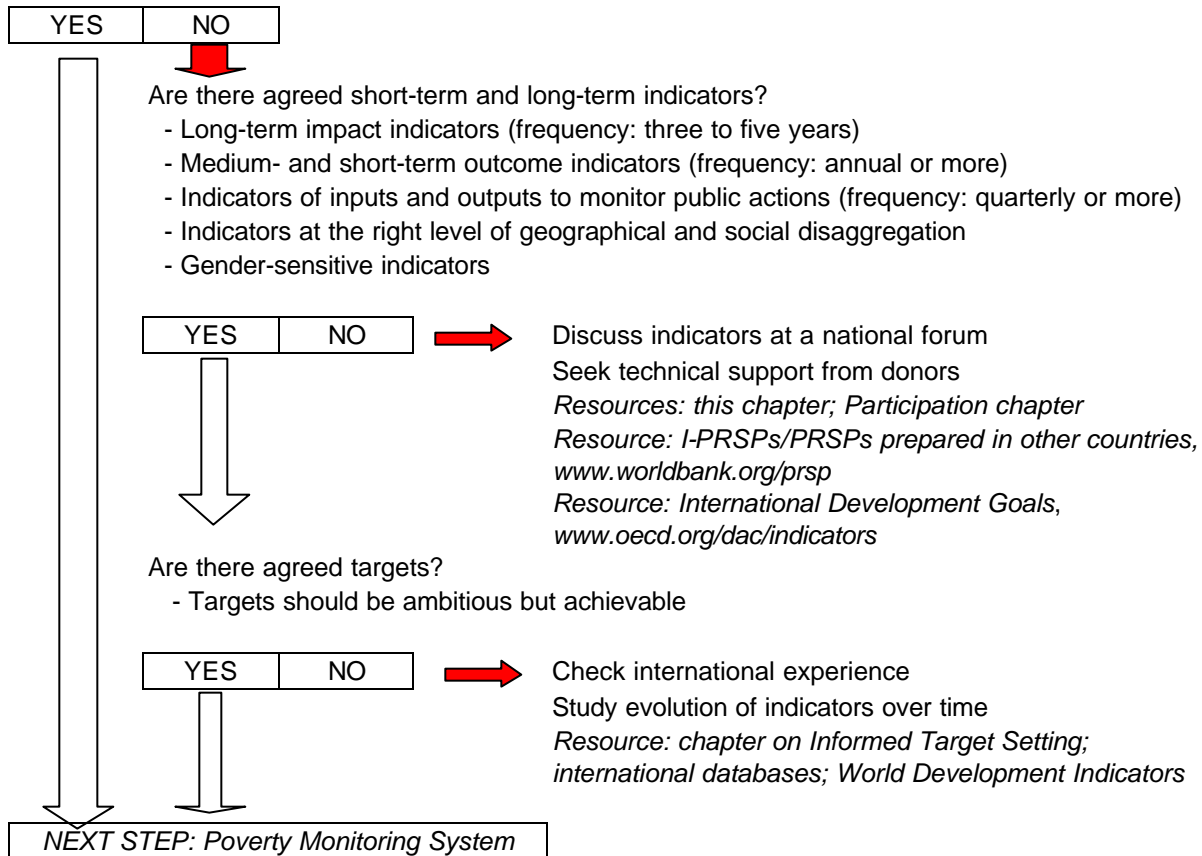 YES NO
Are there agreed short-term and long-term indicators?
- Long-term impact indicators (frequency: three to five years)
- Medium- and short-term outcome indicators (frequency: annual or more)
- Indicators of inputs and outputs to monitor public actions (frequency: quarterly or more)
- Indicators at the right level of geographical and social disaggregation
- Gender-sensitive indicators
YES NO
Discuss indicators at a national forum
Seek technical support from donors
Resources: this chapter; Participation chapter
Resource: I-PRSPs/PRSPs prepared in other countries,
www.worldbank.org/prsp
Resource: International Development Goals,
www.oecd.org/dac/indicators
Are there agreed targets?
- Targets should be ambitious but achievable
YES NO
Check international experience
Study evolution of indicators over time
Resource: chapter on Informed Target Setting;
international databases; World Development Indicators
NEXT STEP: Poverty Monitoring System